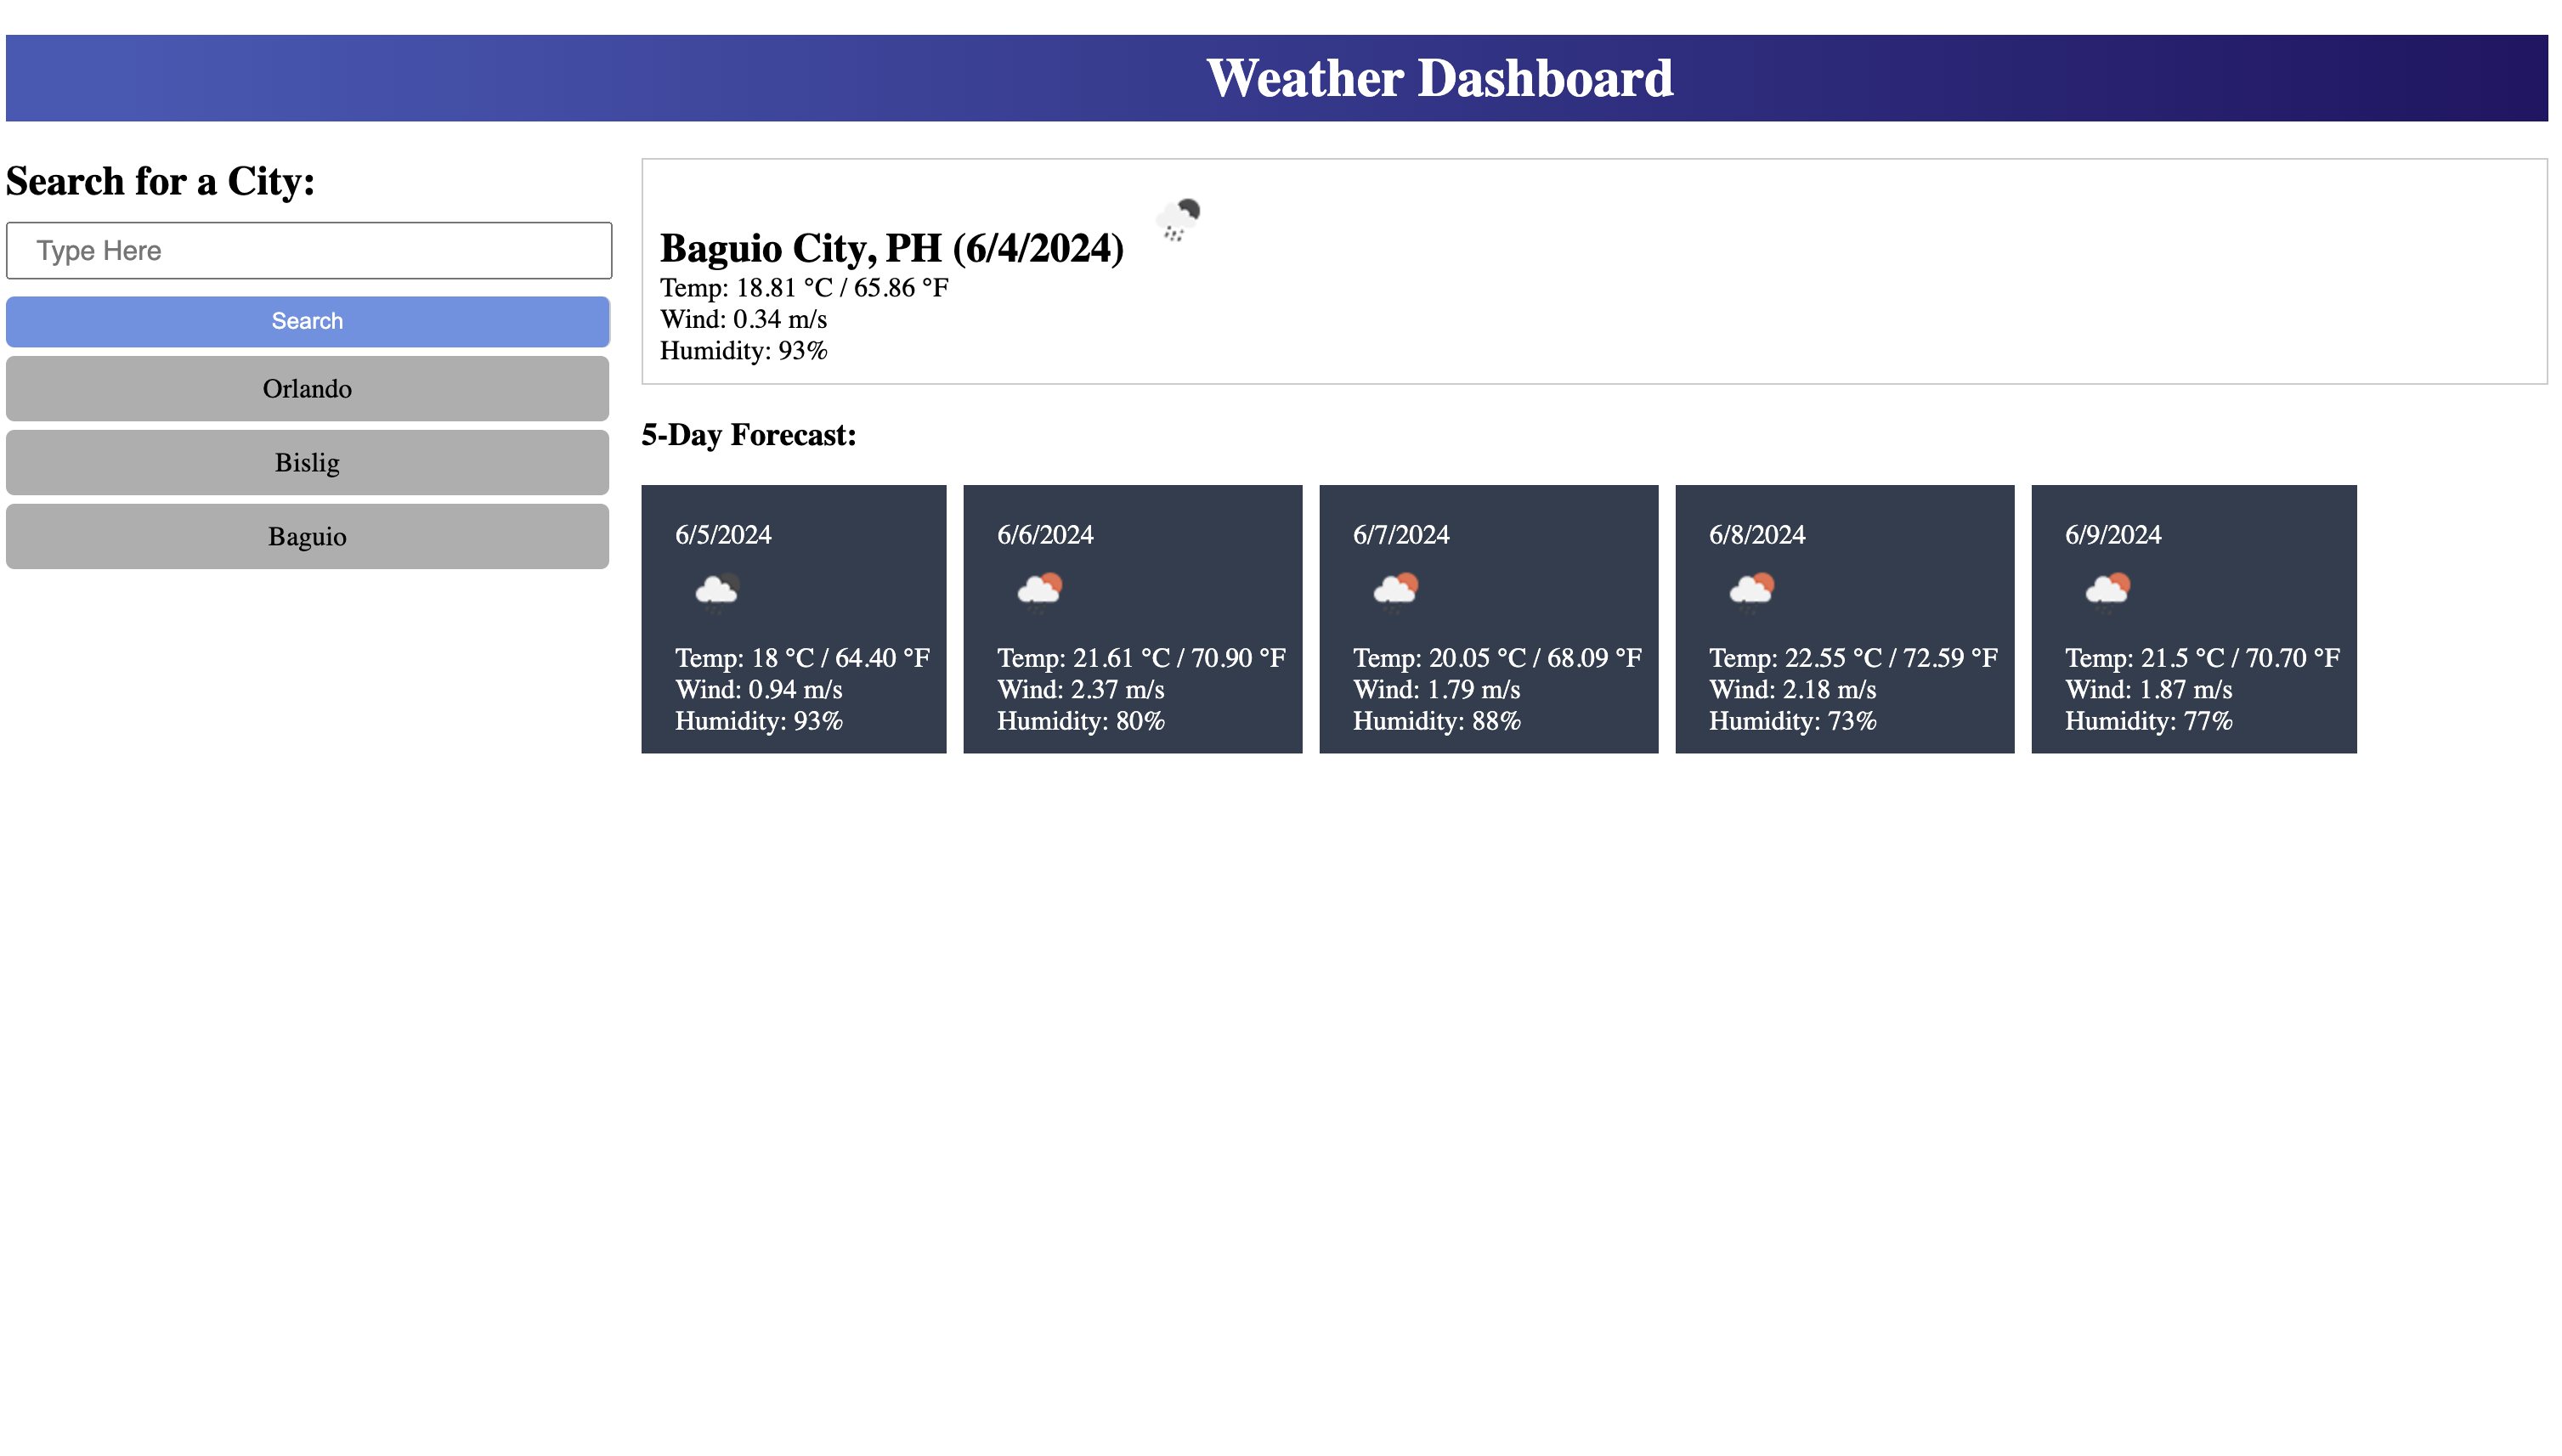 Weather Dashboard
Search for a City:
Type Here
Search
Orlando
Bislig
Baguio
Baguio City, PH (6/4/2024)
Temp: 18.81 °C / 65.86 °F
Wind: 0.34 m/s
Humidity: 93%
5-Day Forecast:
6/5/2024
Temp: 18 °C / 64.40 °F
Wind: 0.94 m/s
Humidity: 93%
6/6/2024
Temp: 21.61 °C / 70.90 °F
Wind: 2.37 m/s
Humidity: 80%
6/7/2024
Temp: 20.05 °C / 68.09 °F
Wind: 1.79 m/s
Humidity: 88%
6/8/2024
Temp: 22.55 °C / 72.59 °F
Wind: 2.18 m/s
Humidity: 73%
6/9/2024
Temp: 21.5 °C / 70.70 °F
Wind: 1.87 m/s
Humidity: 77%